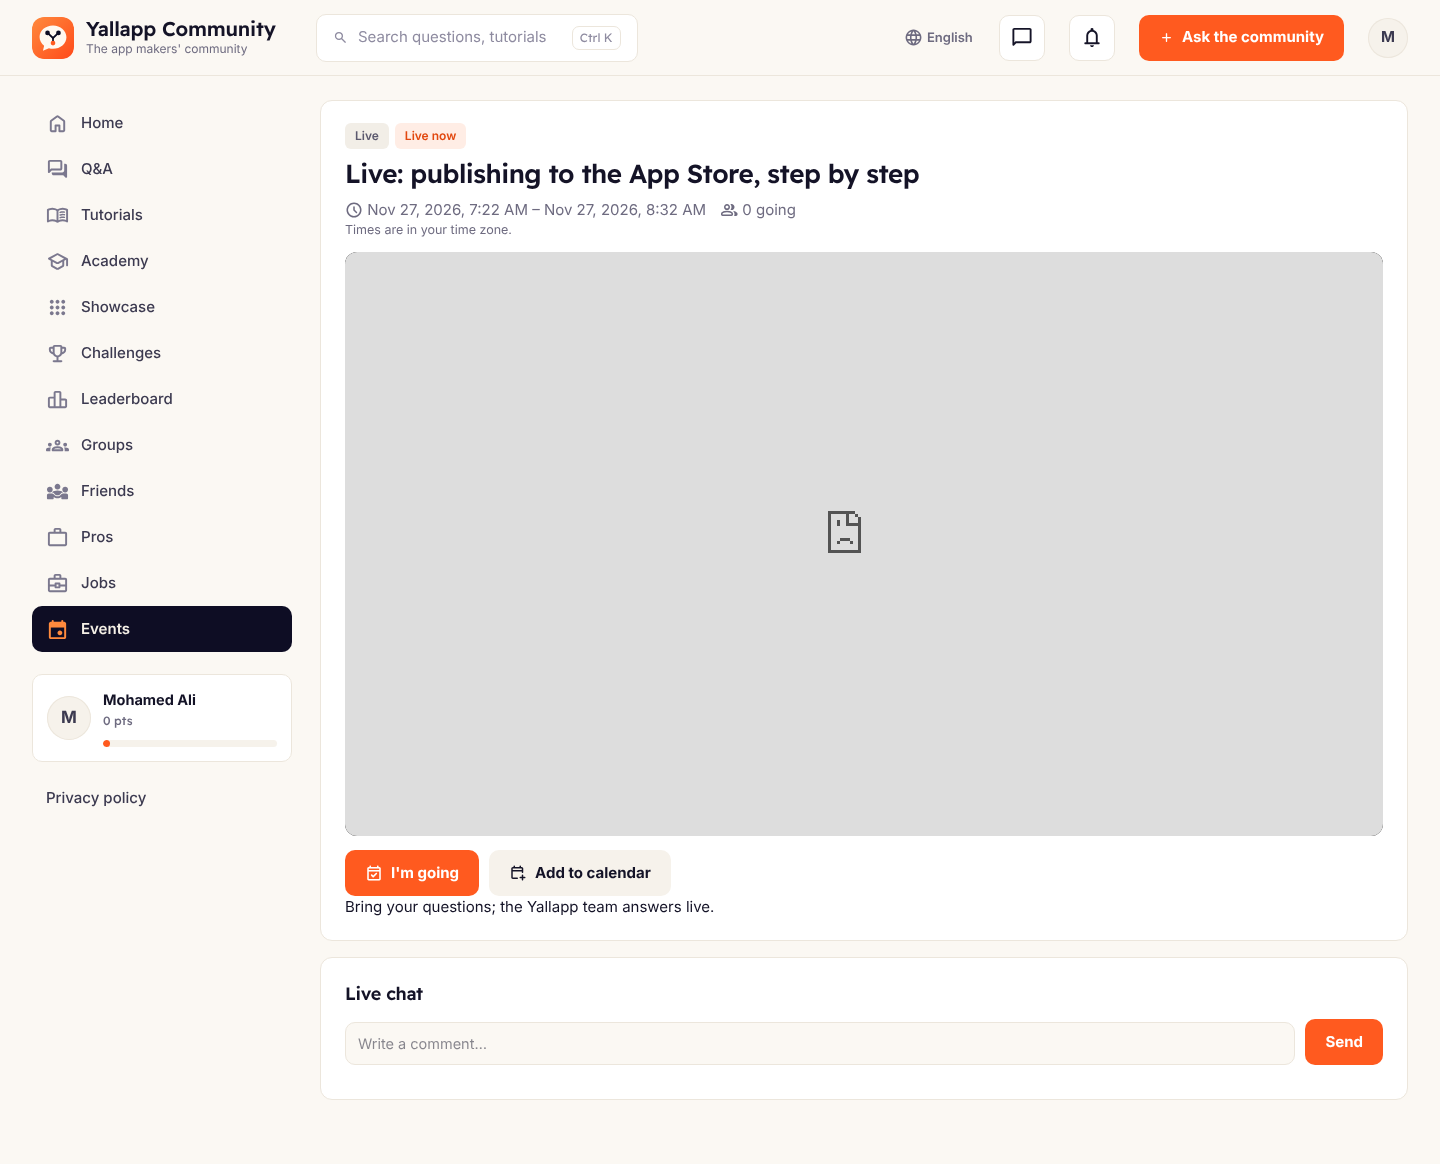 Yallapp Community
The app makers' community
Search questions, tutorials
Ctrl K
English
+ Ask the community
M
Home
Q&A
Tutorials
Academy
Showcase
Challenges
Leaderboard
Groups
Friends
Pros
Jobs
Events
M
Mohamed Ali
0 pts
Privacy policy
Live
Live now
Live: publishing to the App Store, step by step
Nov 27, 2026, 7:22 AM – Nov 27, 2026, 8:32 AM
0 going
Times are in your time zone.
I'm going
Add to calendar
Bring your questions; the Yallapp team answers live.
Live chat
Write a comment...
Send